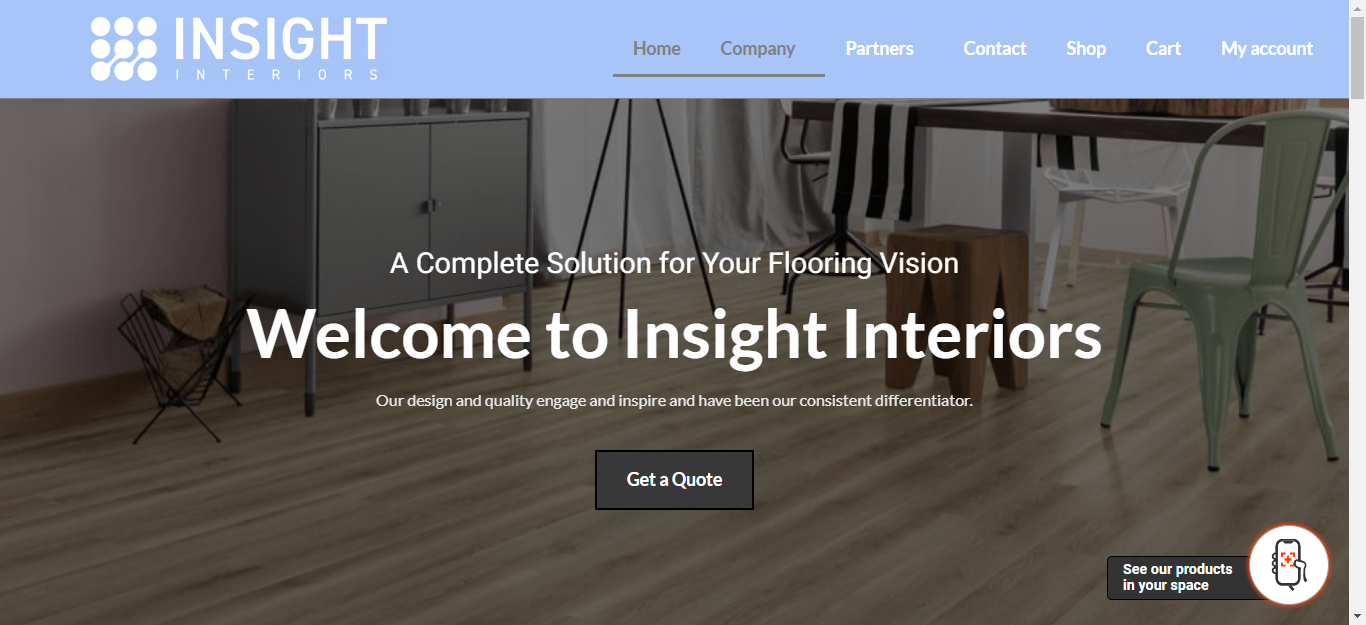 INSIGHT
INTERIORS
Home Company Partners Contact Shop Cart My account
A Complete Solution for Your Flooring Vision
Welcome to Insight Interiors
Our design and quality engage and inspire and have been our consistent differentiator.
Get a Quote
See our products
in your space